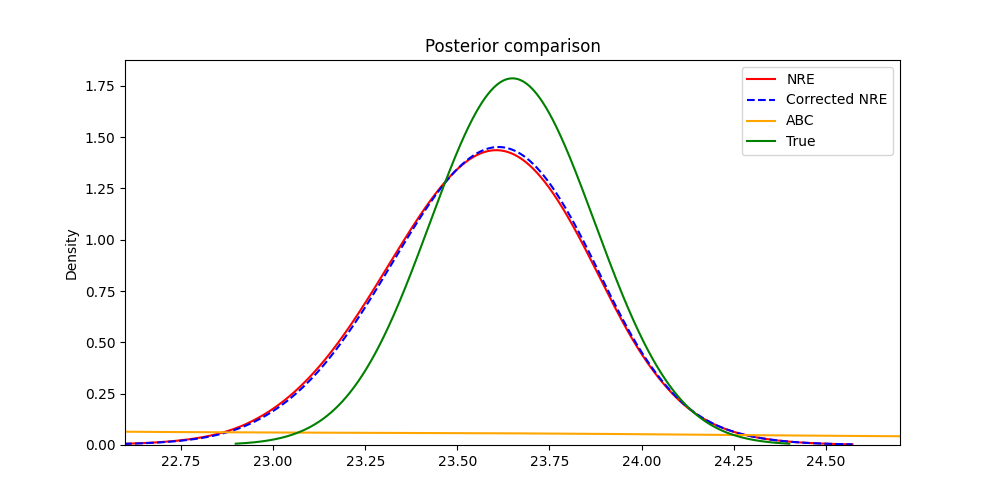 Posterior comparison
NRE
Corrected NRE
ABC
True
Density
1.75
1.50
1.25
1.00
0.75
0.50
0.25
0.00
22.75 23.00 23.25 23.50 23.75 24.00 24.25 24.50